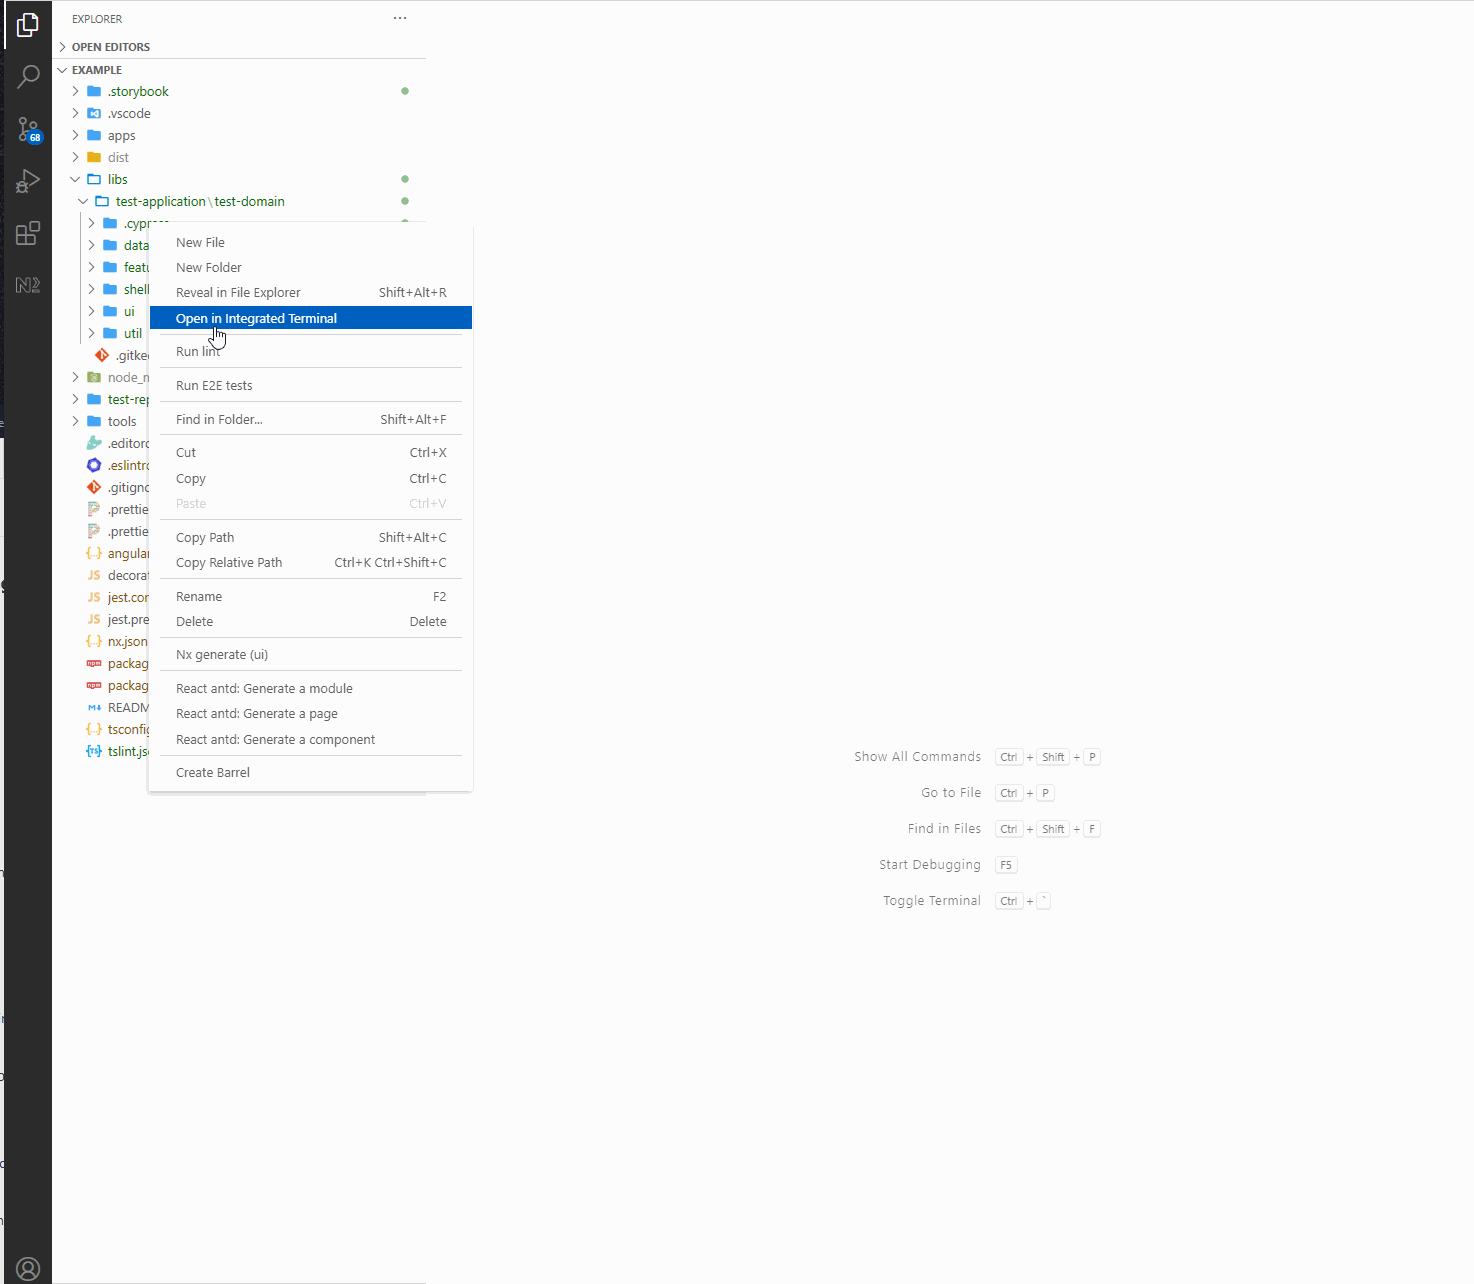 EXPLORER
OPEN EDITORS
EXAMPLE
.storybook
.vscode
68
apps
dist
libs
test-application\test-domain
.cypress
data
featu
shell
ui
util
.gitkee
node_m
test-rep
tools
.editorc
.eslintrc
.gitigno
.prettie
.prettie
angular
decorat
jest.con
jest.pre
nx.json
packag
packag
README
tsconfig
tslint.js
New File
New Folder
Reveal in File Explorer Shift+Alt+R
Open in Integrated Terminal
Run lint
Run E2E tests
Find in Folder... Shift+Alt+F
Cut Ctrl+X
Copy Ctrl+C
Paste Ctrl+V
Copy Path Shift+Alt+C
Copy Relative Path Ctrl+K Ctrl+Shift+C
Rename F2
Delete Delete
Nx generate (ui)
React antd: Generate a module
React antd: Generate a page
React antd: Generate a component
Create Barrel
Show All Commands Ctrl + Shift + P
Go to File Ctrl + P
Find in Files Ctrl + Shift + F
Start Debugging F5
Toggle Terminal Ctrl + `